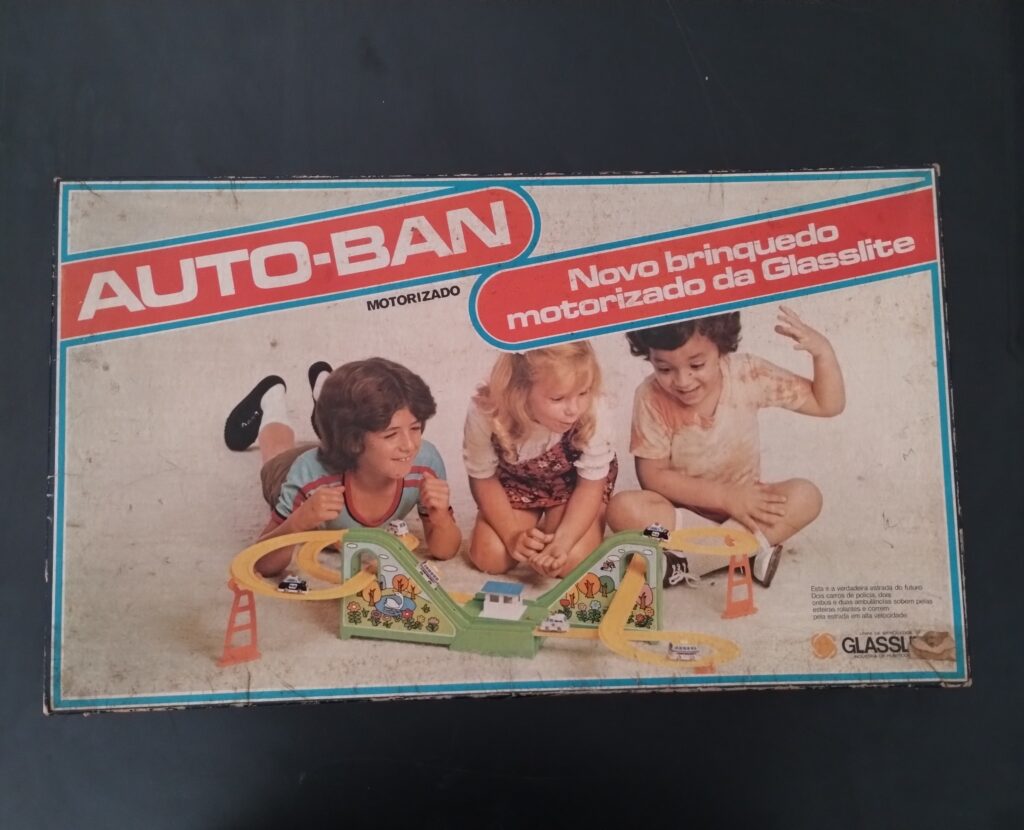 AUTO-BAN
MOTORIZADO
Novo brinquedo
motorizado da Glasslite
Esta é a verdadeira estrada do futuro
Dois carros de polícia, dois
ônibus e duas ambulâncias sobem pelas
esteiras rolantes e correm
pela estrada em alta velocidade
GLASSL